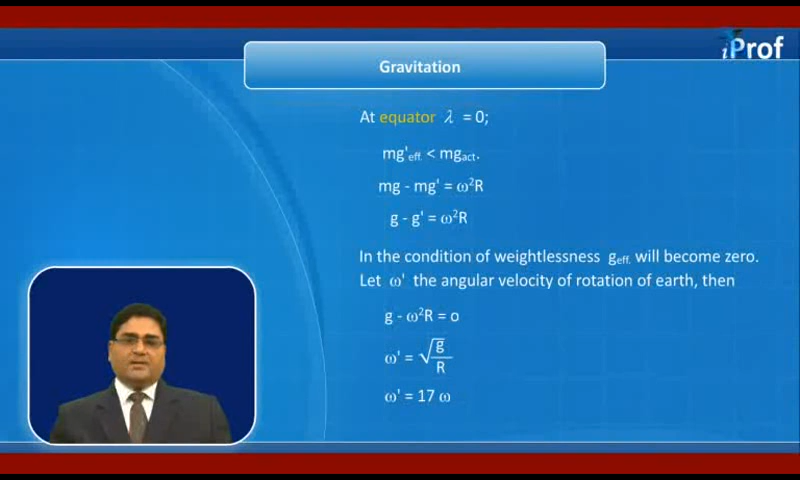 iProf
Gravitation
At equator λ = 0;
mg'eff. < mgact.
mg - mg' = ω²R
g - g' = ω²R
In the condition of weightlessness geff. will become zero.
Let ω' the angular velocity of rotation of earth, then
g - ω²R = o
ω' = √g/R
ω' = 17 ω